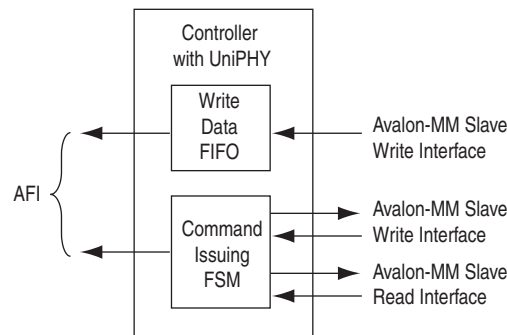 Controller
with UniPHY
Write
Data
FIFO
Avalon-MM Slave
Write Interface
AFI
Command
Issuing
FSM
Avalon-MM Slave
Write Interface
Avalon-MM Slave
Read Interface